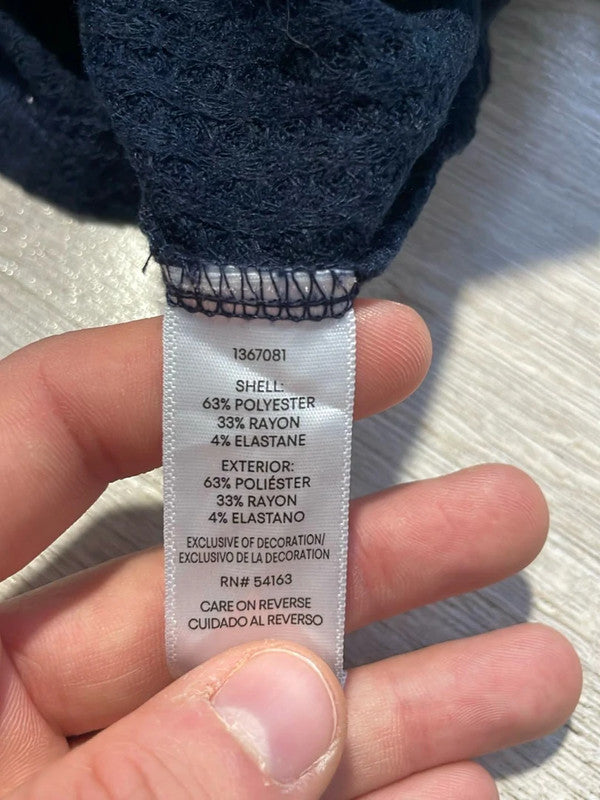 1367081
SHELL:
63% POLYESTER
33% RAYON
4% ELASTANE
EXTERIOR:
63% POLIÉSTER
33% RAYON
4% ELASTANO
EXCLUSIVE OF DECORATION/
EXCLUSIVO DE LA DECORATION
RN# 54163
CARE ON REVERSE
CUIDADO AL REVERSO